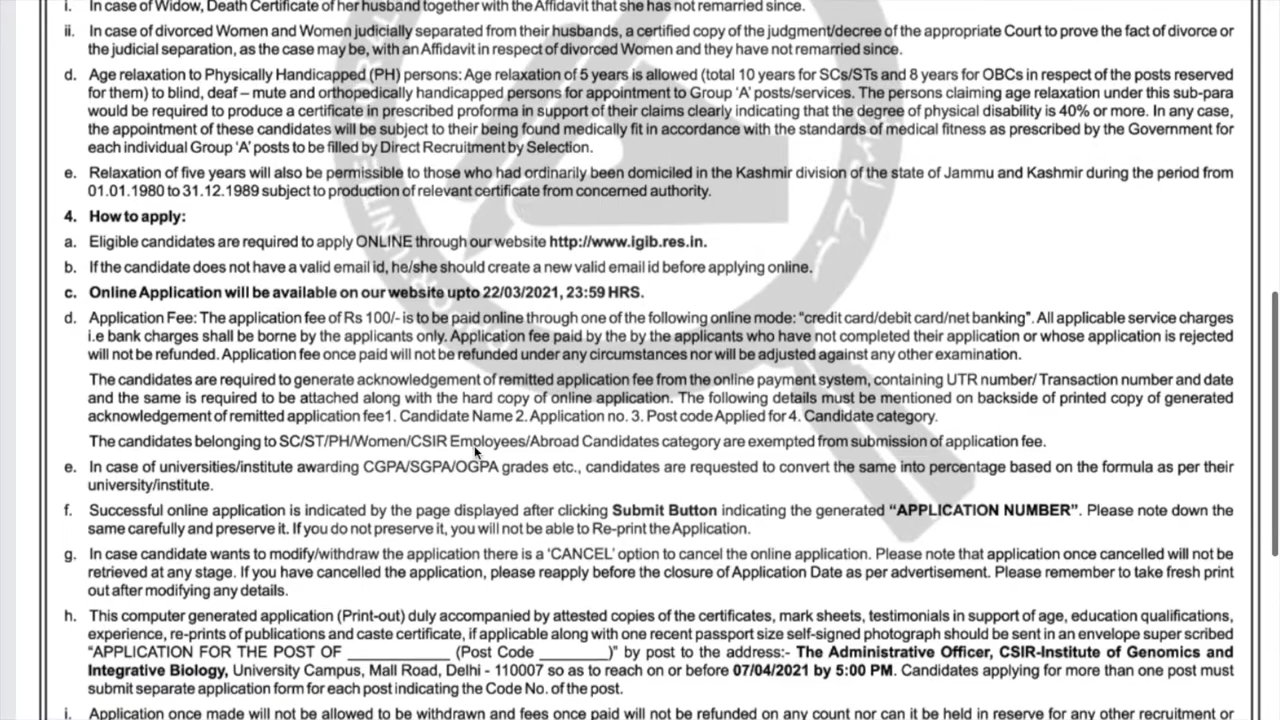 i. In case of Widow, Death Certificate of her husband together with the Affidavit that she has not remarried since.
ii. In case of divorced Women and Women judicially separated from their husbands, a certified copy of the judgment/decree of the appropriate Court to prove the fact of divorce or
the judicial separation, as the case may be, with an Affidavit in respect of divorced Women and they have not remarried since.
d. Age relaxation to Physically Handicapped (PH) persons: Age relaxation of 5 years is allowed (total 10 years for SCs/STs and 8 years for OBCs in respect of the posts reserved
for them) to blind, deaf – mute and orthopedically handicapped persons for appointment to Group 'A' posts/services. The persons claiming age relaxation under this sub-para
would be required to produce a certificate in prescribed proforma in support of their claims clearly indicating that the degree of physical disability is 40% or more. In any case,
the appointment of these candidates will be subject to their being found medically fit in accordance with the standards of medical fitness as prescribed by the Government for
each individual Group 'A' posts to be filled by Direct Recruitment by Selection.
e. Relaxation of five years will also be permissible to those who had ordinarily been domiciled in the Kashmir division of the state of Jammu and Kashmir during the period from
01.01.1980 to 31.12.1989 subject to production of relevant certificate from concerned authority.
4. How to apply:
a. Eligible candidates are required to apply ONLINE through our website http://www.igib.res.in.
b. If the candidate does not have a valid email id, he/she should create a new valid email id before applying online.
c. Online Application will be available on our website upto 22/03/2021, 23:59 HRS.
d. Application Fee: The application fee of Rs 100/- is to be paid online through one of the following online mode: "credit card/debit card/net banking". All applicable service charges
i.e bank charges shall be borne by the applicants only. Application fee paid by the by the applicants who have not completed their application or whose application is rejected
will not be refunded. Application fee once paid will not be refunded under any circumstances nor will be adjusted against any other examination.
The candidates are required to generate acknowledgement of remitted application fee from the online payment system, containing UTR number/ Transaction number and date
and the same is required to be attached along with the hard copy of online application. The following details must be mentioned on backside of printed copy of generated
acknowledgement of remitted application fee1. Candidate Name 2. Application no. 3. Post code Applied for 4. Candidate category.
The candidates belonging to SC/ST/PH/Women/CSIR Employees/Abroad Candidates category are exempted from submission of application fee.
e. In case of universities/institute awarding CGPA/SGPA/OGPA grades etc., candidates are requested to convert the same into percentage based on the formula as per their
university/institute.
f. Successful online application is indicated by the page displayed after clicking Submit Button indicating the generated "APPLICATION NUMBER". Please note down the
same carefully and preserve it. If you do not preserve it, you will not be able to Re-print the Application.
g. In case candidate wants to modify/withdraw the application there is a 'CANCEL' option to cancel the online application. Please note that application once cancelled will not be
retrieved at any stage. If you have cancelled the application, please reapply before the closure of Application Date as per advertisement. Please remember to take fresh print
out after modifying any details.
h. This computer generated application (Print-out) duly accompanied by attested copies of the certificates, mark sheets, testimonials in support of age, education qualifications,
experience, re-prints of publications and caste certificate, if applicable along with one recent passport size self-signed photograph should be sent in an envelope super scribed
"APPLICATION FOR THE POST OF __________ (Post Code _______)" by post to the address:- The Administrative Officer, CSIR-Institute of Genomics and
Integrative Biology, University Campus, Mall Road, Delhi - 110007 so as to reach on or before 07/04/2021 by 5:00 PM. Candidates applying for more than one post must
submit separate application form for each post indicating the Code No. of the post.
i. Application once made will not be allowed to be withdrawn and fees once paid will not be refunded on any count nor can it be held in reserve for any other recruitment or